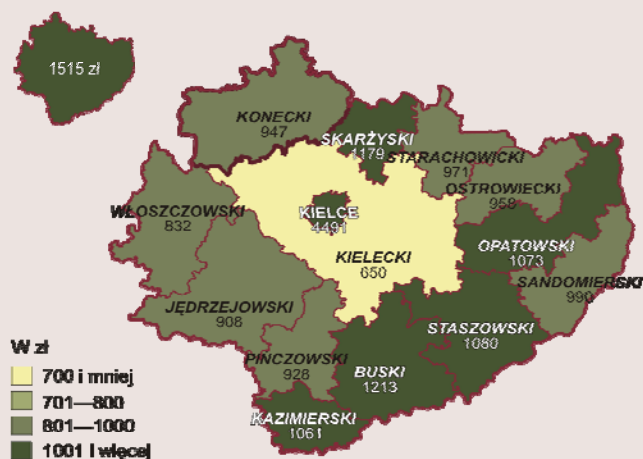 1515 zł
KONECKI
947
SKARŻYSKI
1179
STARACHOWICKI
971
OSTROWIECKI
958
WŁOSZCZOWSKI
832
KIELCE
4491
KIELECKI
650
OPATOWSKI
1073
SANDOMIERSKI
990
JĘDRZEJOWSKI
908
STASZOWSKI
1080
PIŃCZOWSKI
928
BUSKI
1213
KAZIMIERSKI
1061
W zł
700 i mniej
701—800
801—1000
1001 i więcej